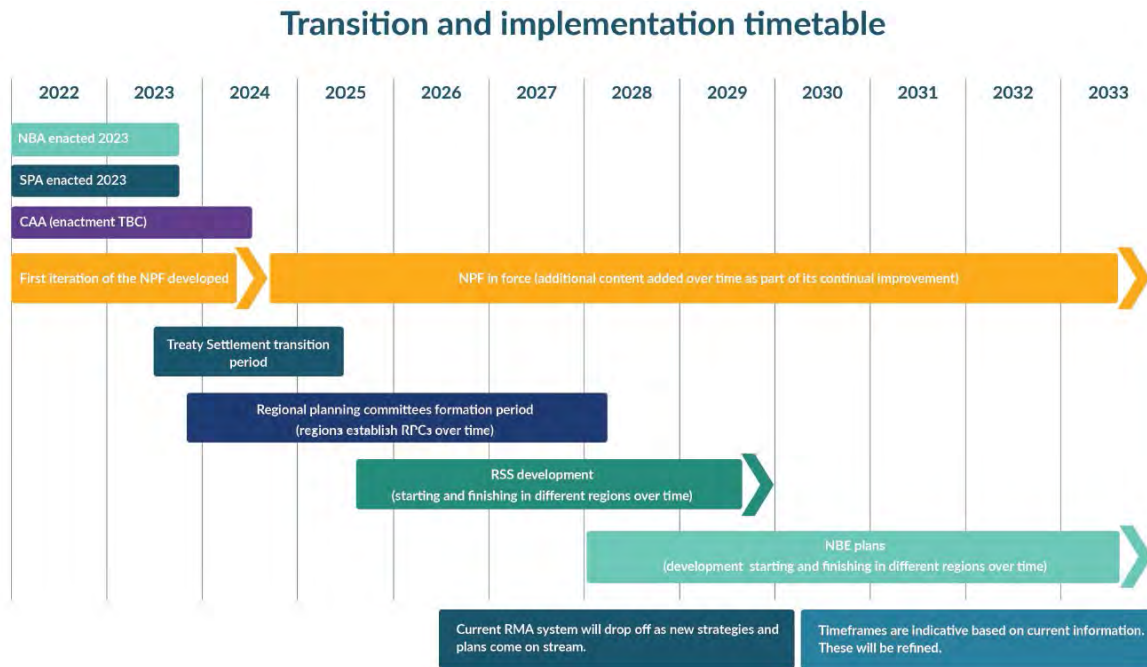 Transition and implementation timetable
2022 2023 2024 2025 2026 2027 2028 2029 2030 2031 2032 2033
NBA enacted 2023
SPA enacted 2023
CAA (enactment TBC)
First iteration of the NPF developed
NPF in force (additional content added over time as part of its continual improvement)
Treaty Settlement transition
period
Regional planning committees formation period
(regions establish RPCs over time)
RSS development
(starting and finishing in different regions over time)
NBE plans
(development starting and finishing in different regions over time)
Current RMA system will drop off as new strategies and
plans come on stream.
Timeframes are indicative based on current information.
These will be refined.